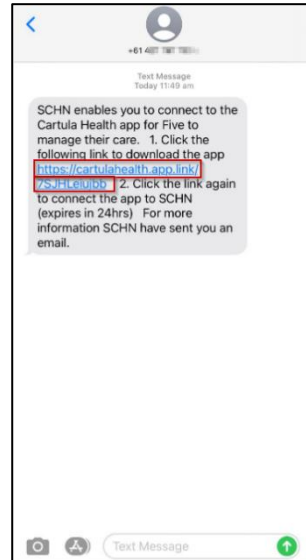 +61 4
Text Message
Today 11:49 am
SCHN enables you to connect to the
Cartula Health app for Five to
manage their care.   1. Click the
following link to download the app
https://cartulahealth.app.link/
7SJHLeiujbb   2. Click the link again
to connect the app to SCHN
(expires in 24hrs)   For more
information SCHN have sent you an
email.
Text Message